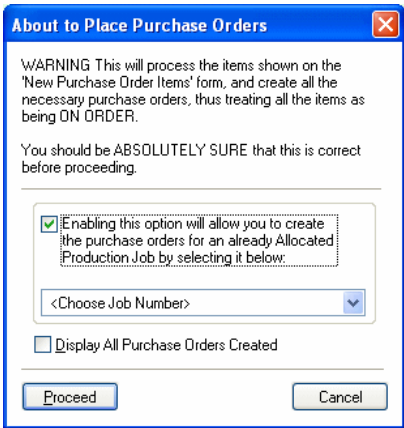 About to Place Purchase Orders
WARNING This will process the items shown on the
'New Purchase Order Items' form, and create all the
necessary purchase orders, thus treating all the items as
being ON ORDER.
You should be ABSOLUTELY SURE that this is correct
before proceeding.
Enabling this option will allow you to create
the purchase orders for an already Allocated
Production Job by selecting it below:
<Choose Job Number>
Display All Purchase Orders Created
Proceed
Cancel